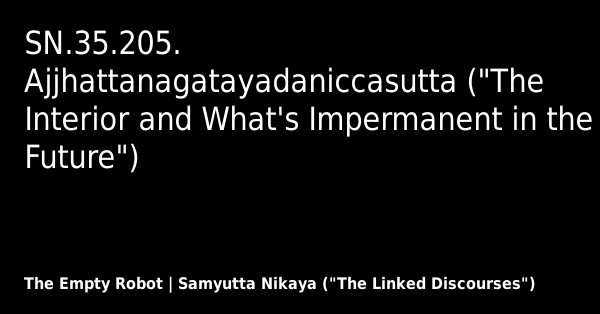 SN.35.205.
Ajjhattanagatayadaniccasutta ("The
Interior and What's Impermanent in the
Future")
The Empty Robot | Samyutta Nikaya ("The Linked Discourses")